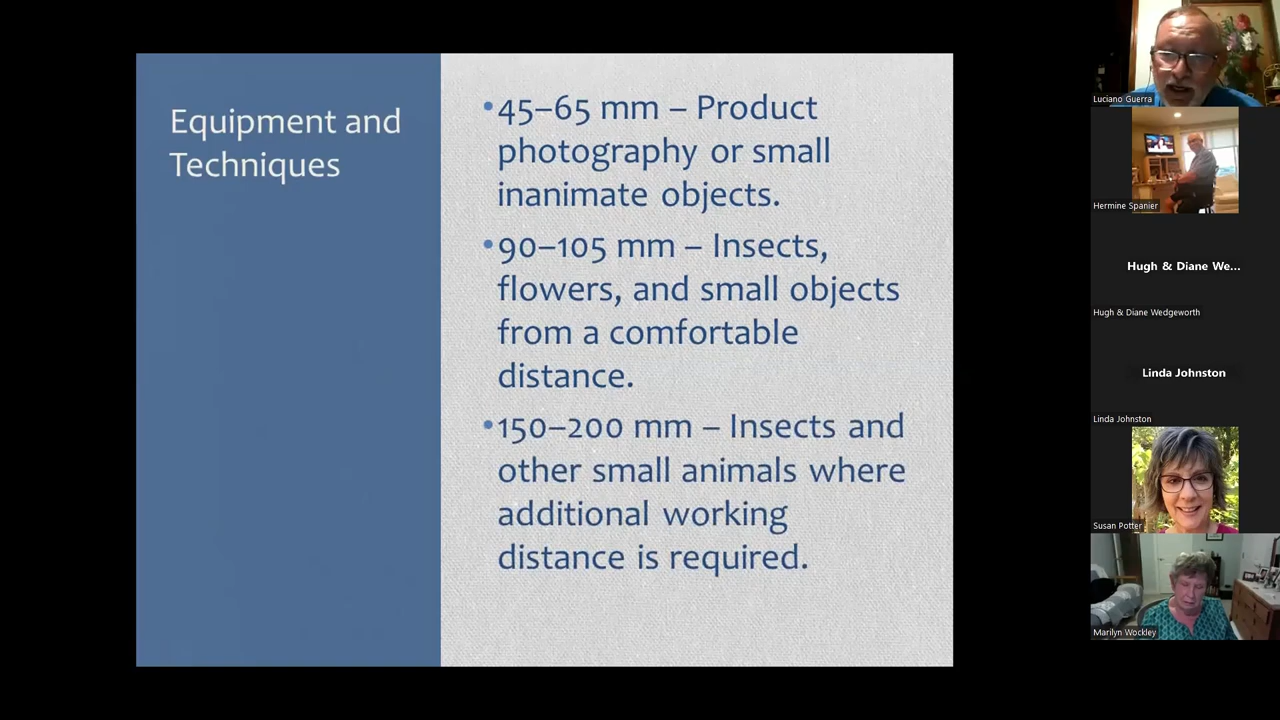 Equipment and
Techniques
•45–65 mm – Product
photography or small
inanimate objects.
•90–105 mm – Insects,
flowers, and small objects
from a comfortable
distance.
•150–200 mm – Insects and
other small animals where
additional working
distance is required.
Luciano Guerra
Hermine Spanier
Hugh & Diane We...
Hugh & Diane Wedgeworth
Linda Johnston
Linda Johnston
Susan Potter
Marilyn Wockley